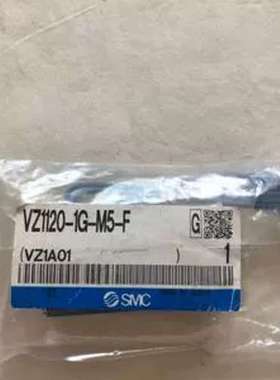 VZ1120-1G-M5-F
G
(VZ1A01 ) 1
SMC